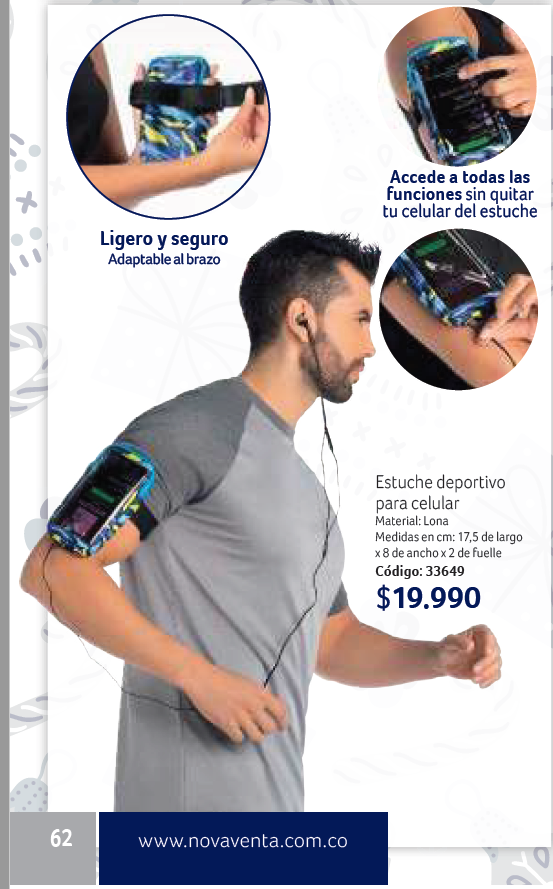 Ligero y seguro
Adaptable al brazo
Accede a todas las
funciones sin quitar
tu celular del estuche
Estuche deportivo
para celular
Material: Lona
Medidas en cm: 17,5 de largo
x 8 de ancho x 2 de fuelle
Código: 33649
$19.990
62
www.novaventa.com.co